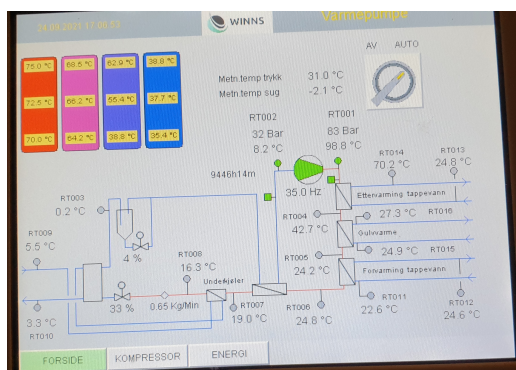 24.09.2021 17:08:53
WINNS
Varmepumpe
AV AUTO
75.0 °C
68.5 °C
62.9 °C
38.8 °C
72.5 °C
66.2 °C
55.4 °C
37.7 °C
70.0 °C
64.2 °C
38.8 °C
35.4 °C
Metn.temp trykk 31.0 °C
Metn.temp sug -2.1 °C
RT002
32 Bar
8.2 °C
RT001
83 Bar
98.8 °C
9446h14m
35.0 Hz
RT014
70.2 °C
RT013
24.8 °C
Ettervarming tappevann
RT003
0.2 °C
RT004
42.7 °C
27.3 °C RT016
Gulvvarme
RT009
5.5 °C
4 %
RT008
16.3 °C
RT005
24.2 °C
24.9 °C RT015
Forvarming tappevann
Underkjøler
33 %
0.65 Kg/Min
RT007
19.0 °C
RT006
24.8 °C
RT011
22.6 °C
RT012
24.6 °C
3.3 °C
RT010
FORSIDE
KOMPRESSOR
ENERGI